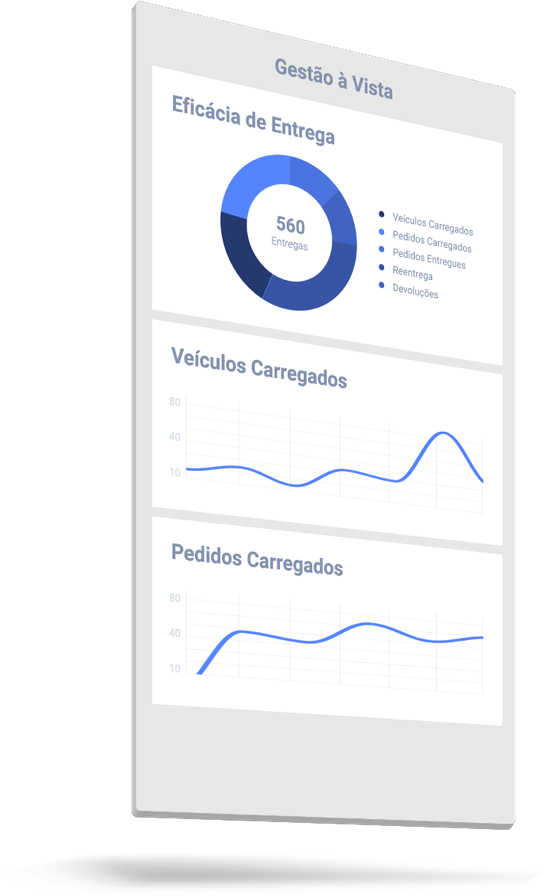 Gestão à Vista
Eficácia de Entrega
560
Entregas
Veículos Carregados
Pedidos Carregados
Pedidos Entregues
Reentrega
Devoluções
Veículos Carregados
80
40
10
Pedidos Carregados
80
40
10